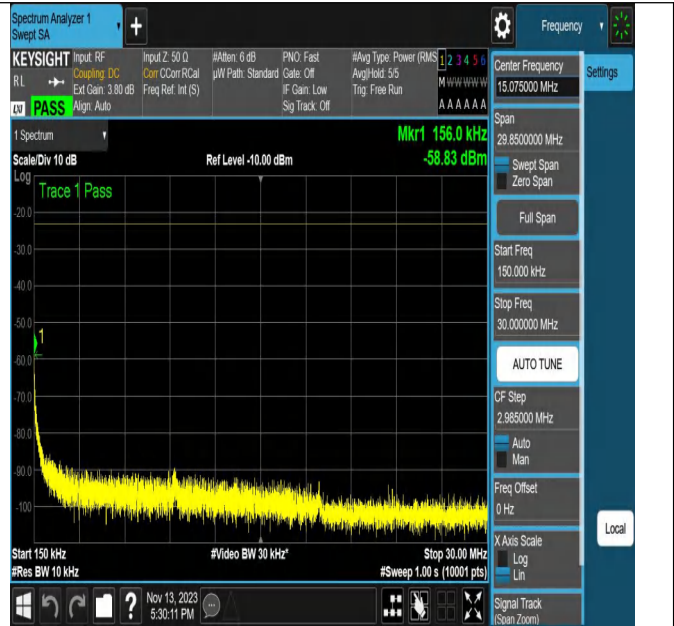 Spectrum Analyzer 1
Swept SA
+
Frequency
KEYSIGHT
RL
LXI PASS
Input: RF
Coupling: DC
Ext Gain: 3.80 dB
Align: Auto
Input Z: 50 Ω
Corr CCorr RCal
Freq Ref: Int (S)
#Atten: 6 dB
µW Path: Standard
PNO: Fast
Gate: Off
IF Gain: Low
Sig Track: Off
#Avg Type: Power (RMS
Avg|Hold: 5/5
Trig: Free Run
1 2 3 4 5 6
M W W W W W
A A A A A A
1 Spectrum
Scale/Div 10 dB
Ref Level -10.00 dBm
Mkr1 156.0 kHz
-58.83 dBm
Log
Trace 1 Pass
-20.0
-30.0
-40.0
-50.0
1
-60.0
-70.0
-80.0
-90.0
-100
Start 150 kHz
#Video BW 30 kHz*
Stop 30.00 MHz
#Res BW 10 kHz
#Sweep 1.00 s (10001 pts)
Nov 13, 2023
5:30:11 PM
Settings
Center Frequency
15.075000 MHz
Span
29.8500000 MHz
Swept Span
Zero Span
Full Span
Start Freq
150.000 kHz
Stop Freq
30.000000 MHz
AUTO TUNE
CF Step
2.985000 MHz
Auto
Man
Freq Offset
0 Hz
X Axis Scale
Log
Lin
Signal Track
(Span Zoom)
Local